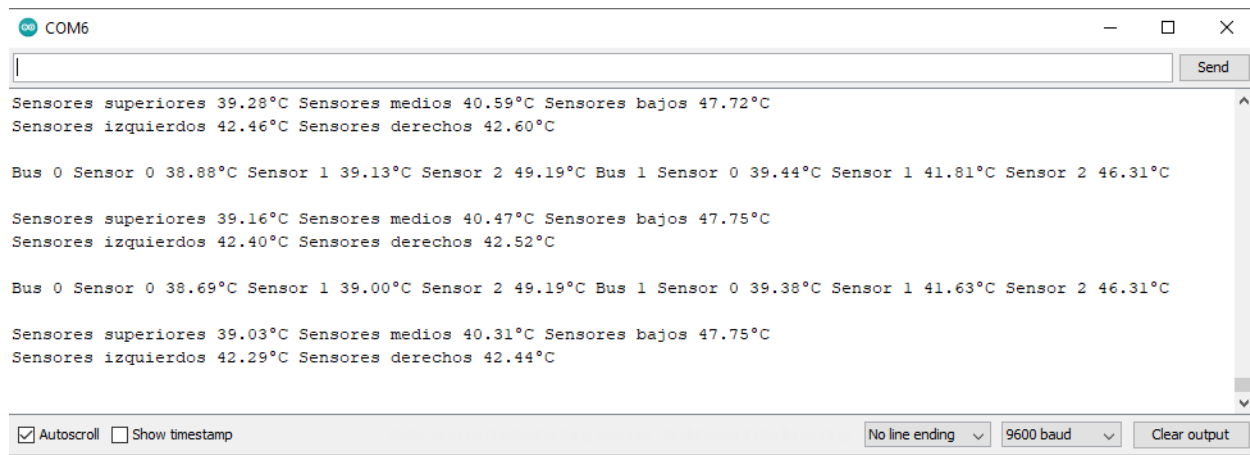 COM6
Send
Sensores superiores 39.28°C Sensores medios 40.59°C Sensores bajos 47.72°C
Sensores izquierdos 42.46°C Sensores derechos 42.60°C
Bus 0 Sensor 0 38.88°C Sensor 1 39.13°C Sensor 2 49.19°C Bus 1 Sensor 0 39.44°C Sensor 1 41.81°C Sensor 2 46.31°C
Sensores superiores 39.16°C Sensores medios 40.47°C Sensores bajos 47.75°C
Sensores izquierdos 42.40°C Sensores derechos 42.52°C
Bus 0 Sensor 0 38.69°C Sensor 1 39.00°C Sensor 2 49.19°C Bus 1 Sensor 0 39.38°C Sensor 1 41.63°C Sensor 2 46.31°C
Sensores superiores 39.03°C Sensores medios 40.31°C Sensores bajos 47.75°C
Sensores izquierdos 42.29°C Sensores derechos 42.44°C
Autoscroll Show timestamp No line ending 9600 baud Clear output